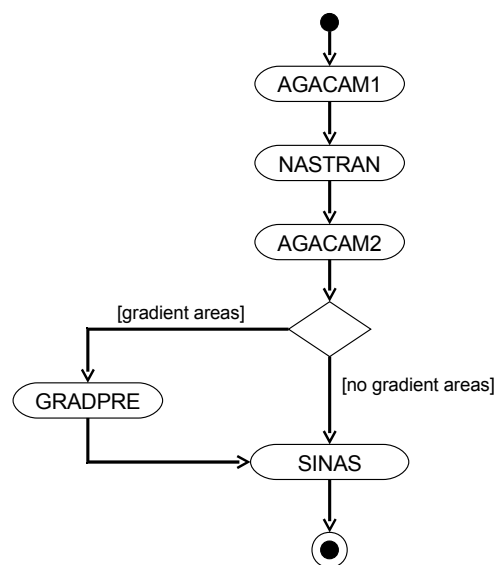 AGACAM1
NASTRAN
AGACAM2
[gradient areas]
[no gradient areas]
GRADPRE
SINAS